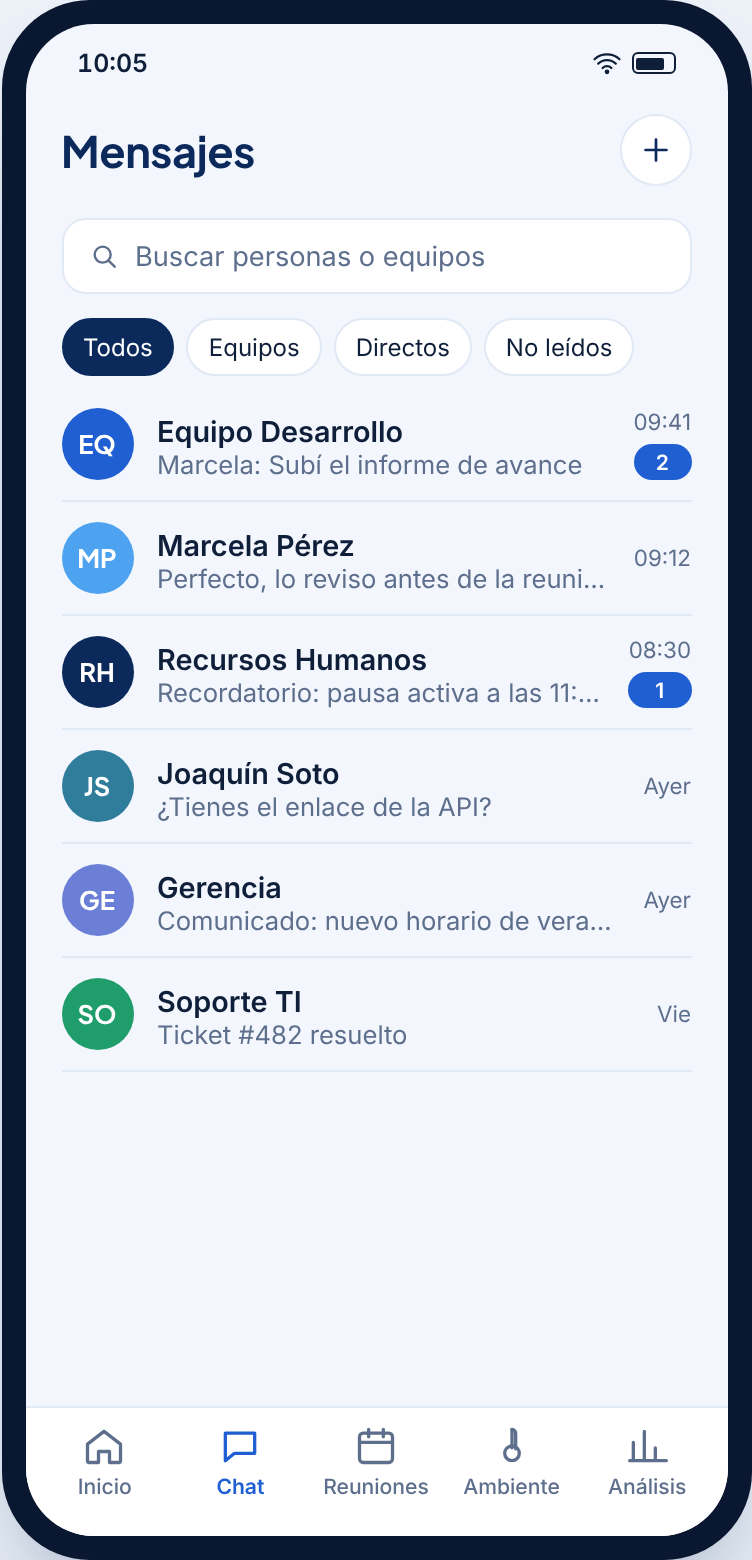 10:05
Mensajes
Buscar personas o equipos
Todos Equipos Directos No leídos
EQ Equipo Desarrollo 09:41
Marcela: Subí el informe de avance 2
MP Marcela Pérez 09:12
Perfecto, lo reviso antes de la reuni...
RH Recursos Humanos 08:30
Recordatorio: pausa activa a las 11:... 1
JS Joaquín Soto Ayer
¿Tienes el enlace de la API?
GE Gerencia Ayer
Comunicado: nuevo horario de vera...
SO Soporte TI Vie
Ticket #482 resuelto
Inicio Chat Reuniones Ambiente Análisis